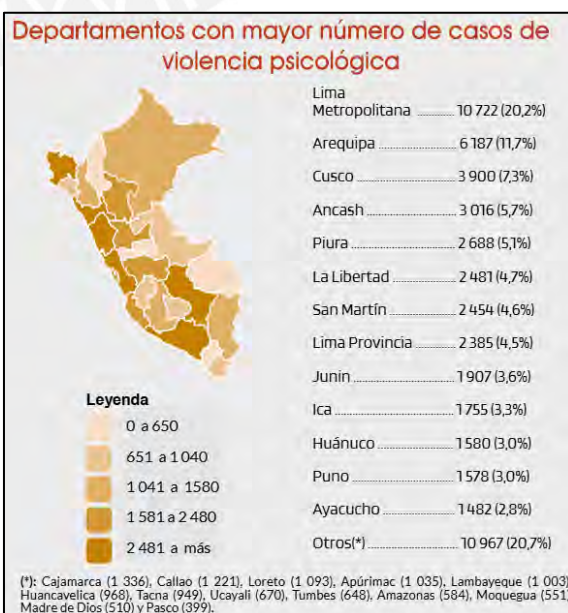 Departamentos con mayor número de casos de
violencia psicológica
Lima
Metropolitana ........... 10 722 (20,2%)
Arequipa ................ 6 187 (11,7%)
Cusco ................ 3 900 (7,3%)
Ancash ................ 3 016 (5,7%)
Piura ................ 2 688 (5,1%)
La Libertad ................ 2 481 (4,7%)
San Martín ................ 2 454 (4,6%)
Lima Provincia ................ 2 385 (4,5%)
Junin ................ 1 907 (3,6%)
Ica ................ 1 755 (3,3%)
Huánuco ................ 1 580 (3,0%)
Puno ................ 1 578 (3,0%)
Ayacucho ................ 1 482 (2,8%)
Otros(*) ................ 10 967 (20,7%)
Leyenda
0 a 650
651 a 1 040
1 041 a 1580
1 581 a 2 480
2 481 a más
(*): Cajamarca (1 336), Callao (1 221), Loreto (1 093), Apúrimac (1 035), Lambayeque (1 003)
Huancavelica (968), Tacna (949), Ucayali (670), Tumbes (648), Amazonas (584), Moquegua (551)
Madre de Dios (510) y Pasco (399).